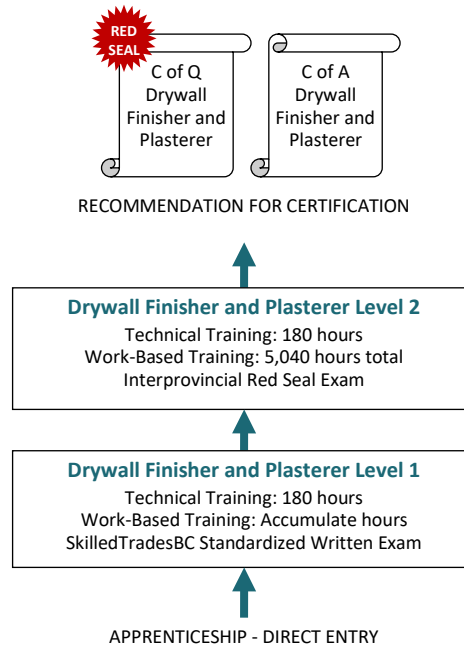 RED
SEAL
C of Q
Drywall
Finisher and
Plasterer
C of A
Drywall
Finisher and
Plasterer
RECOMMENDATION FOR CERTIFICATION
Drywall Finisher and Plasterer Level 2
Technical Training: 180 hours
Work-Based Training: 5,040 hours total
Interprovincial Red Seal Exam
Drywall Finisher and Plasterer Level 1
Technical Training: 180 hours
Work-Based Training: Accumulate hours
SkilledTradesBC Standardized Written Exam
APPRENTICESHIP - DIRECT ENTRY